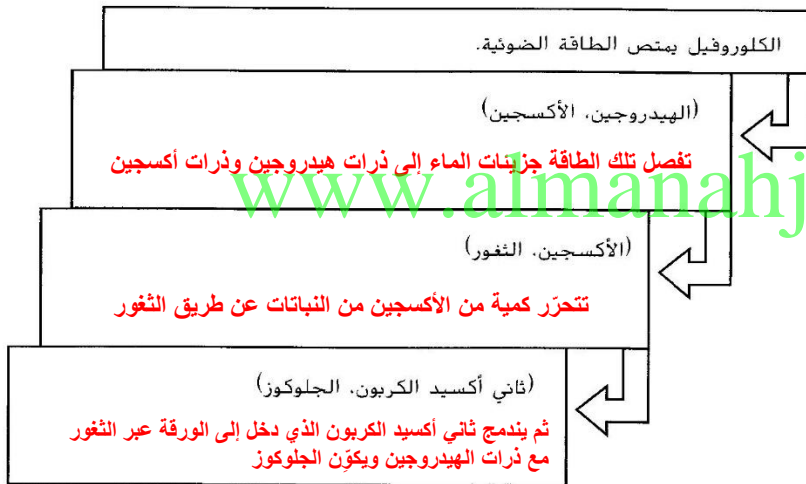 الكلوروفيل يمتص الطاقة الضوئية.
(الهيدروجين، الأكسجين)
تفصل تلك الطاقة جزيئات الماء إلى ذرات هيدروجين وذرات أكسجين
www.almanahj
(الأكسجين، الثغور)
تتحرّر كمية من الأكسجين من النباتات عن طريق الثغور
(ثاني أكسيد الكربون، الجلوكوز)
ثم يندمج ثاني أكسيد الكربون الذي دخل إلى الورقة عبر الثغور
مع ذرات الهيدروجين ويكوّن الجلوكوز